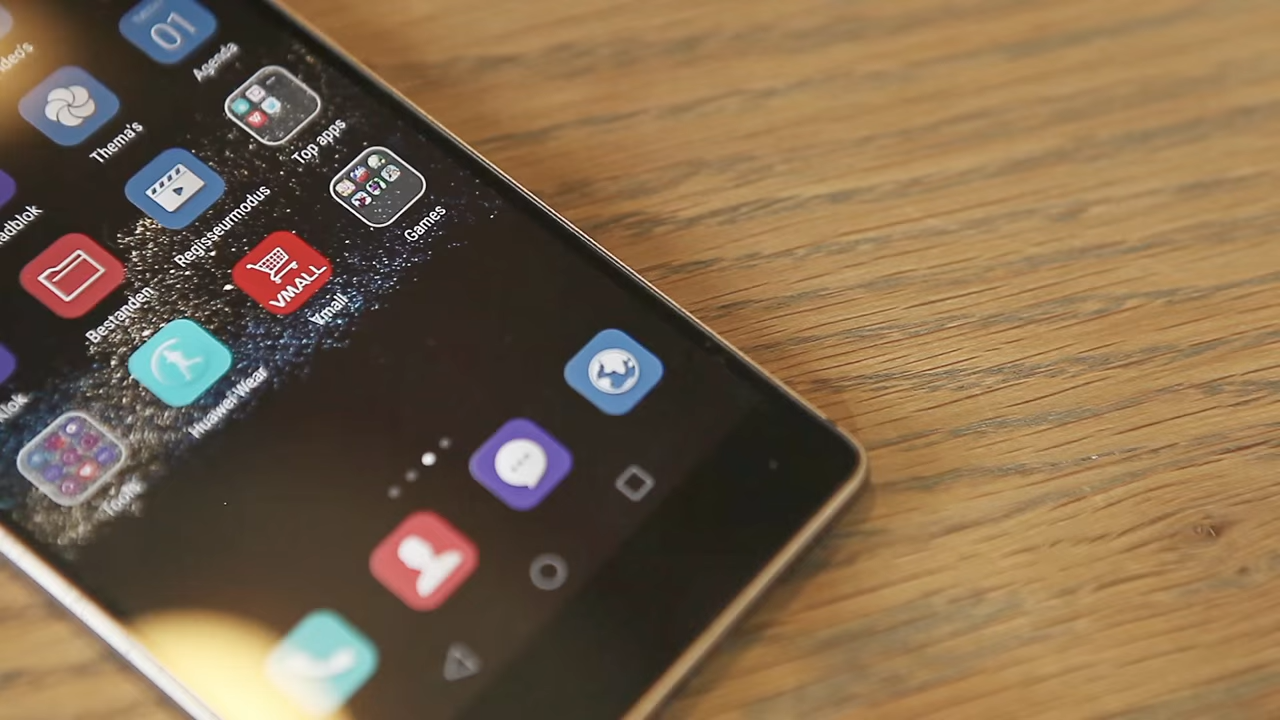 01
Agenda
Thema's
Top apps
Regisseurmodus
Games
Bestanden
VMALL
Vmall
Huawei Wear
Tools